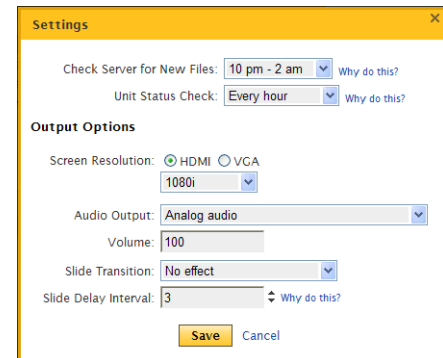 Settings
Check Server for New Files: 10 pm - 2 am Why do this?
Unit Status Check: Every hour Why do this?
Output Options
Screen Resolution: HDMI VGA
1080i
Audio Output: Analog audio
Volume: 100
Slide Transition: No effect
Slide Delay Interval: 3 Why do this?
Save Cancel